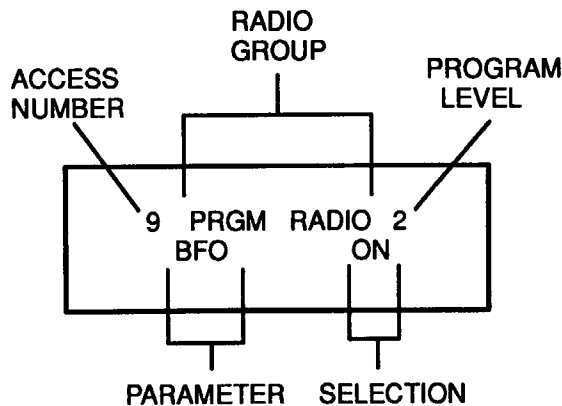 RADIO
GROUP
ACCESS
NUMBER
PROGRAM
LEVEL
9 PRGM RADIO 2
BFO ON
PARAMETER SELECTION